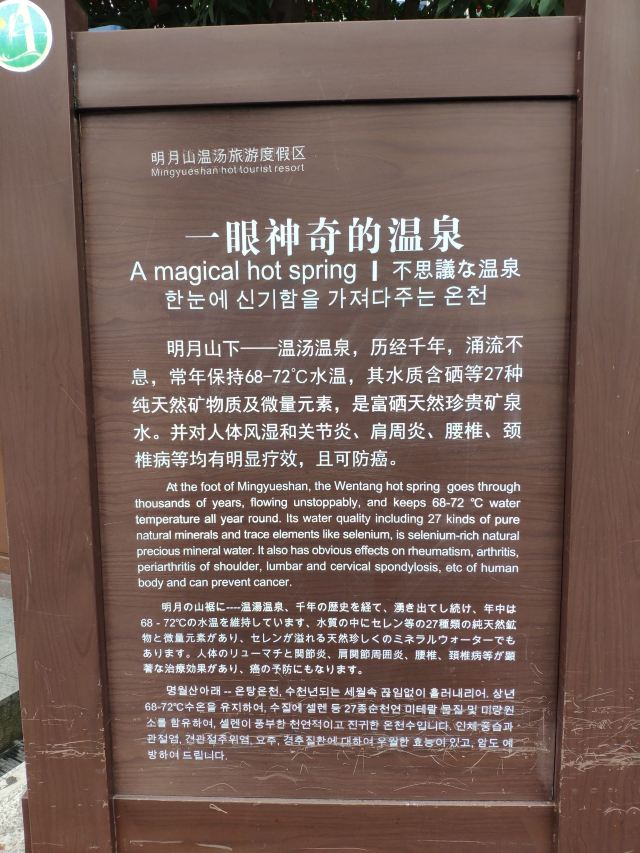 明月山温汤旅游度假区
Mingyueshan hot tourist resort
一眼神奇的温泉
A magical hot spring | 不思議な温泉
한눈에 신기함을 가져다주는 온천
明月山下——温汤温泉，历经千年，涌流不
息，常年保持68-72℃水温，其水质含硒等27种
纯天然矿物质及微量元素，是富硒天然珍贵矿泉
水。并对人体风湿和关节炎、肩周炎、腰椎、颈
椎病等均有明显疗效，且可防癌。
At the foot of Mingyueshan, the Wentang hot spring goes through
thousands of years, flowing unstoppably, and keeps 68-72 ℃ water
temperature all year round. Its water quality including 27 kinds of pure
natural minerals and trace elements like selenium, is selenium-rich natural
precious mineral water. It also has obvious effects on rheumatism, arthritis,
periarthritis of shoulder, lumbar and cervical spondylosis, etc of human
body and can prevent cancer.
明月の山裾に----温湯温泉、千年の歴史を経て、湧き出てし続け、年中は
68 - 72℃の水温を維持しています、水質の中にセレン等の27種類の純天然鉱
物と微量元素があり、セレンが溢れる天然珍しくのミネラルウォーターでも
あります。人体のリューマチと関節炎、肩関節周囲炎、腰椎、頚椎病等が顕
著な治療効果があり、癌の予防にもなります。
명월산아래 -- 온탕온천, 수천년되는 세월속 끊임없이 흘러내리어. 상년
68-72℃수온을 유지하여, 수질에 셀렌 등 27종순천연 미테랄 물질 및 미량원
소를 함유하여, 셀렌이 풍부한 천연적이고 진귀한 온천수입니다. 인체 풍습과
관절염, 견관절주위염, 요추, 경추질환에 대하여 우월한 효능이 있고, 암도 예
방하여 드립니다.